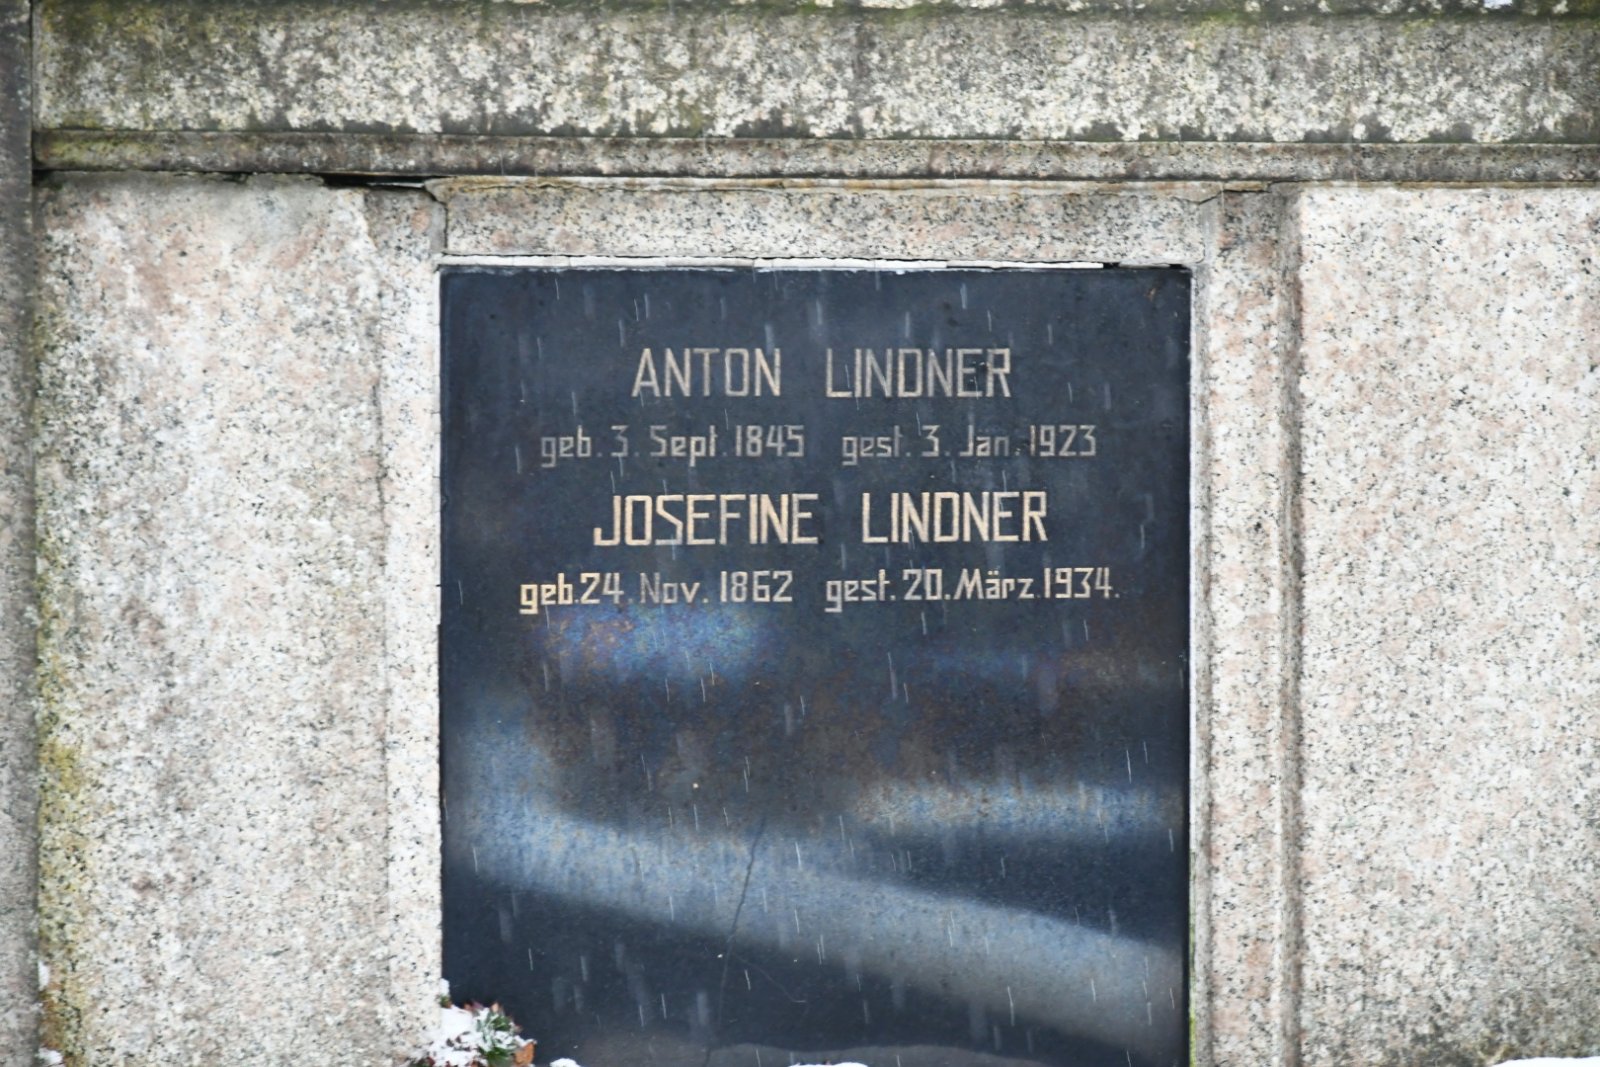 ANTON LINDNER
geb. 3. Sept. 1845 gest. 3. Jan. 1923
JOSEFINE LINDNER
geb. 24. Nov. 1862 gest. 20. März. 1934.